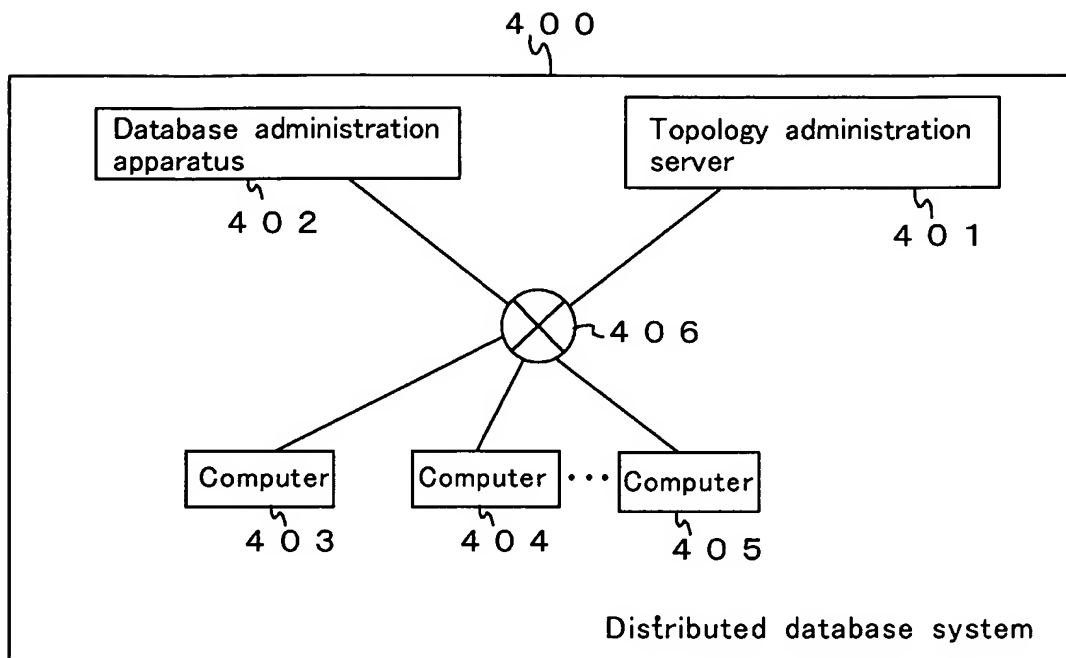 400
Database administration
apparatus
402
Topology administration
server
401
406
Computer
403
Computer
404
...
Computer
405
Distributed database system